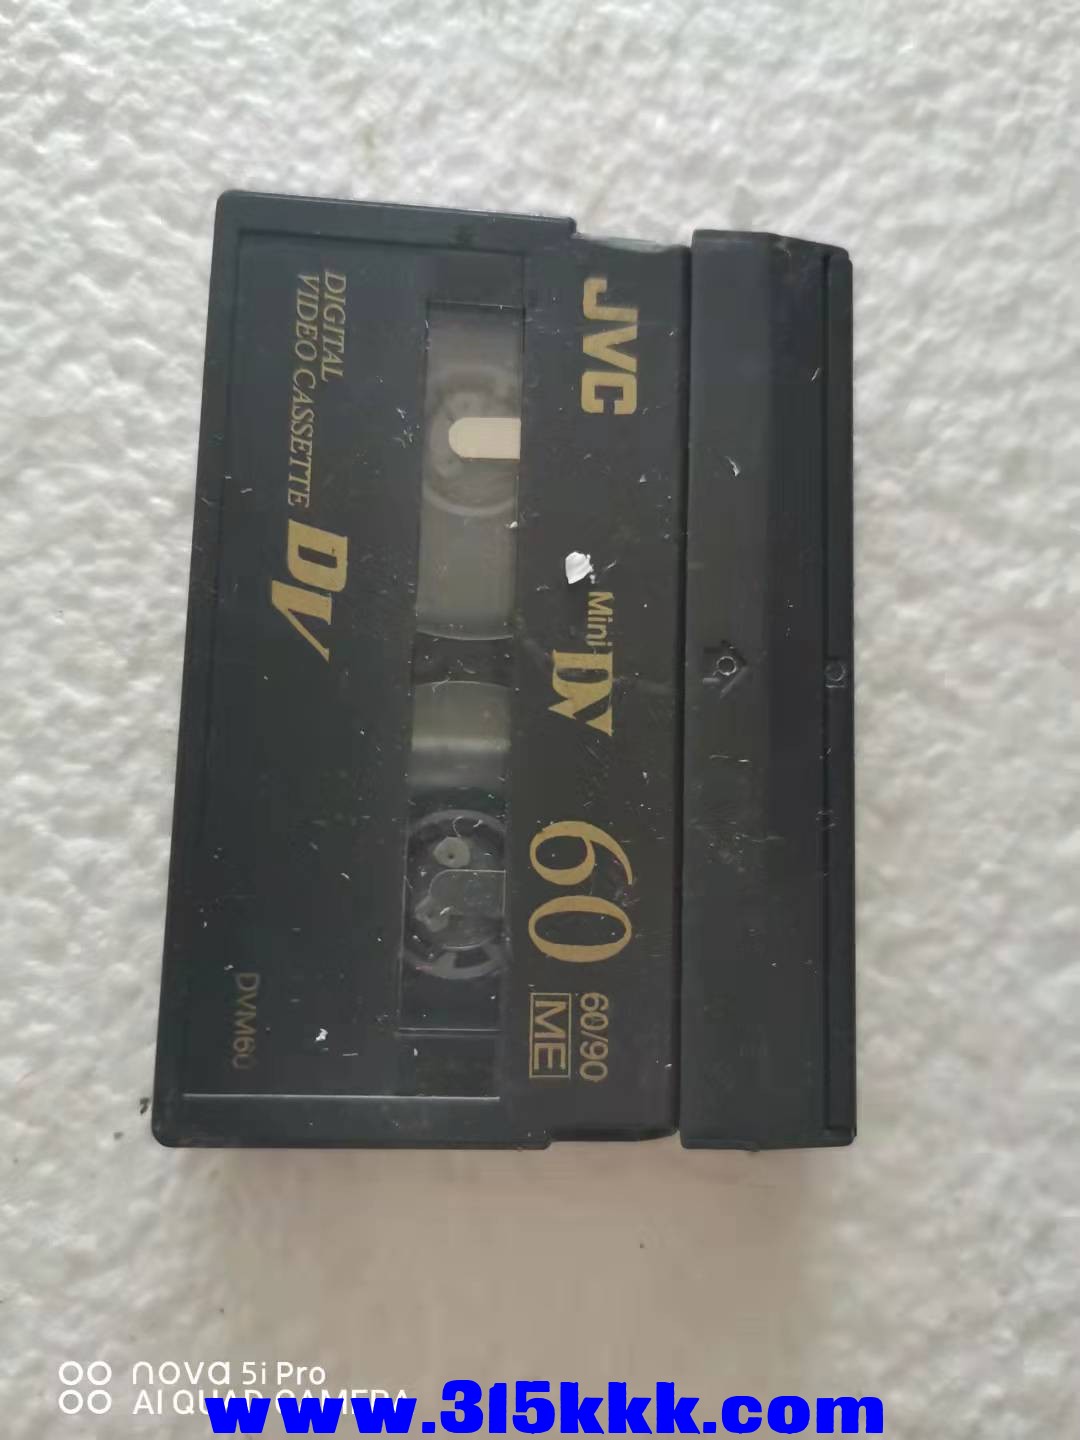 JVC
Mini DV
60
60/90
ME
DIGITAL
VIDEO CASSETTE
DV
DVM60
nova 5i Pro
AI QUAD CAMERA
www.315kkk.com